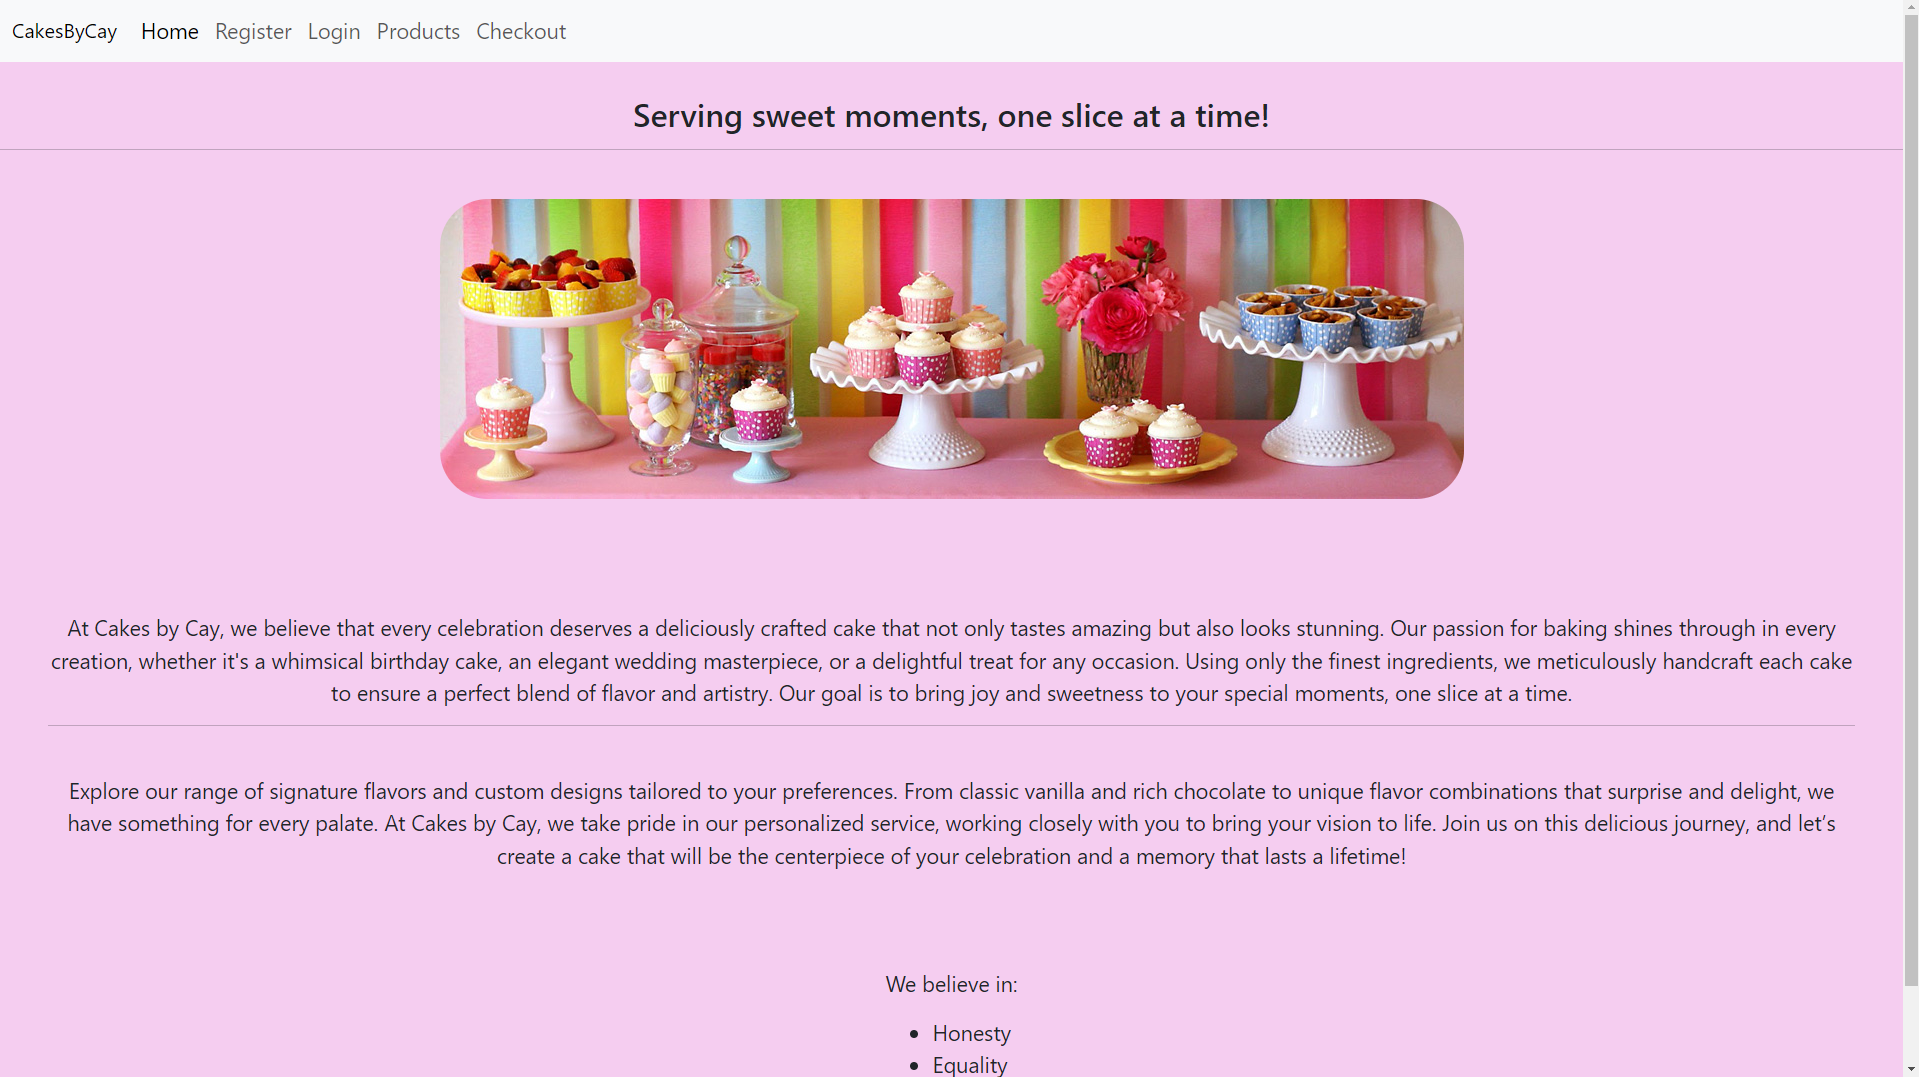 CakesByCay Home Register Login Products Checkout
Serving sweet moments, one slice at a time!
At Cakes by Cay, we believe that every celebration deserves a deliciously crafted cake that not only tastes amazing but also looks stunning. Our passion for baking shines through in every
creation, whether it's a whimsical birthday cake, an elegant wedding masterpiece, or a delightful treat for any occasion. Using only the finest ingredients, we meticulously handcraft each cake
to ensure a perfect blend of flavor and artistry. Our goal is to bring joy and sweetness to your special moments, one slice at a time.
Explore our range of signature flavors and custom designs tailored to your preferences. From classic vanilla and rich chocolate to unique flavor combinations that surprise and delight, we
have something for every palate. At Cakes by Cay, we take pride in our personalized service, working closely with you to bring your vision to life. Join us on this delicious journey, and let’s
create a cake that will be the centerpiece of your celebration and a memory that lasts a lifetime!
We believe in:
• Honesty
• Equality